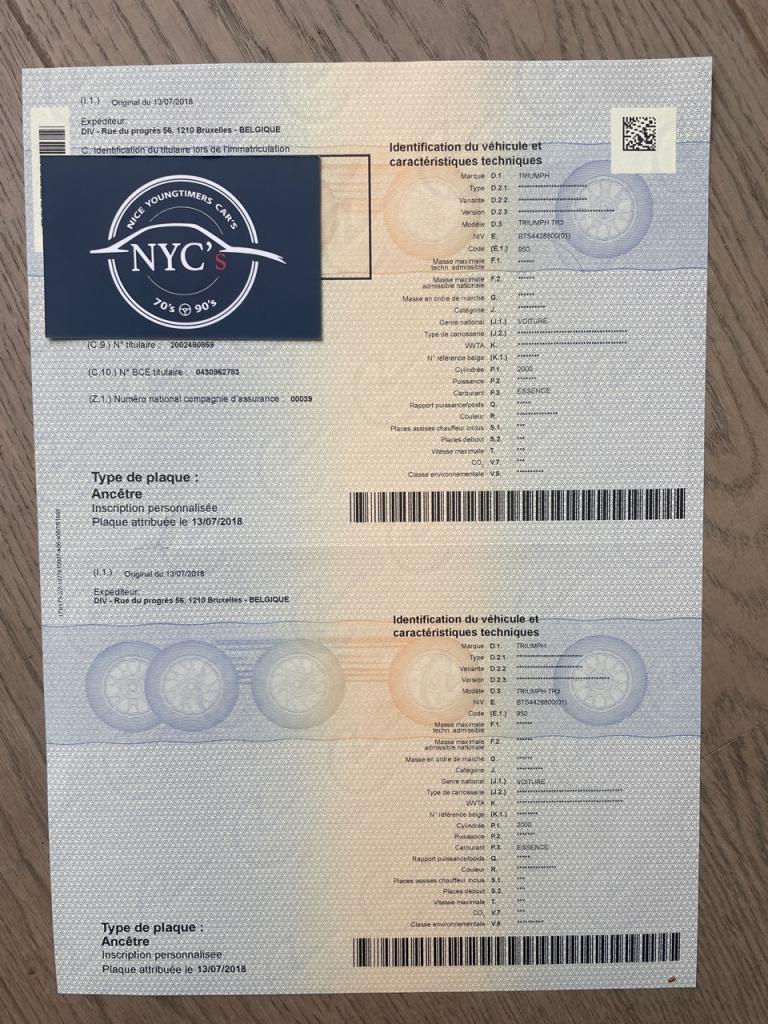 (I.1.) Original du 13/07/2018
Expéditeur:
DIV - Rue du progrès 56, 1210 Bruxelles - BELGIQUE
C. Identification du titulaire lors de l'immatriculation
NICE YOUNGTIMERS CAR'S
NYC's
70's 90's
(C.9.) N° titulaire : 2002480859
(C.10.) N° BCE titulaire : 0430962783
(Z.1.) Numéro national compagnie d'assurance : 00039
Type de plaque :
Ancêtre
Inscription personnalisée
Plaque attribuée le 13/07/2018
Identification du véhicule et
caractéristiques techniques
Marque D.1. TRIUMPH
Type D.2.1. ********************
Variante D.2.2. ********************
Version D.2.3. ****************************
Modèle D.3 TRIUMPH TR3
NIV E. BTS4428600(01)
Code (E.1.) 950
Masse maximale F.1. ******
techn. admissible
Masse maximale F.2. ******
admissible nationale
Masse en ordre de marche G. ******
Catégorie J. **********
Genre national (J.1.) VOITURE
Type de carrosserie (J.2.) ****************************************
WVTA K. ****************************************
N° référence belge (K.1.) ********
Cylindrée P.1. 2000
Puissance P.2. *******
Carburant P.3. ESSENCE
Rapport puissance/poids Q. *****
Couleur R. ***************
Places assises chauffeur inclus S.1. ***
Places debout S.2. ***
Vitesse maximale T. ***
CO2 V.7. ***
Classe environnementale V.9. **********
(I.1.) Original du 13/07/2018
Expéditeur:
DIV - Rue du progrès 56, 1210 Bruxelles - BELGIQUE
Identification du véhicule et
caractéristiques techniques
Marque D.1. TRIUMPH
Type D.2.1. ********************
Variante D.2.2. ********************
Version D.2.3. ****************************
Modèle D.3. TRIUMPH TR3
NIV E. BTS4428600(01)
Code (E.1.) 950
Masse maximale F.1. ******
techn. admissible
Masse maximale F.2. ******
admissible nationale
Masse en ordre de marche G. ******
Catégorie J. **********
Genre national (J.1.) VOITURE
Type de carrosserie (J.2.) ****************************************
WVTA K. ****************************************
N° référence belge (K.1.) ********
Cylindrée P.1. 2000
Puissance P.2. *******
Carburant P.3. ESSENCE
Rapport puissance/poids Q. *****
Couleur R. ***************
Places assises chauffeur inclus S.1. ***
Places debout S.2. ***
Vitesse maximale T. ***
CO2 V.7. ***
Classe environnementale V.9. **********
Type de plaque :
Ancêtre
Inscription personnalisée
Plaque attribuée le 13/07/2018